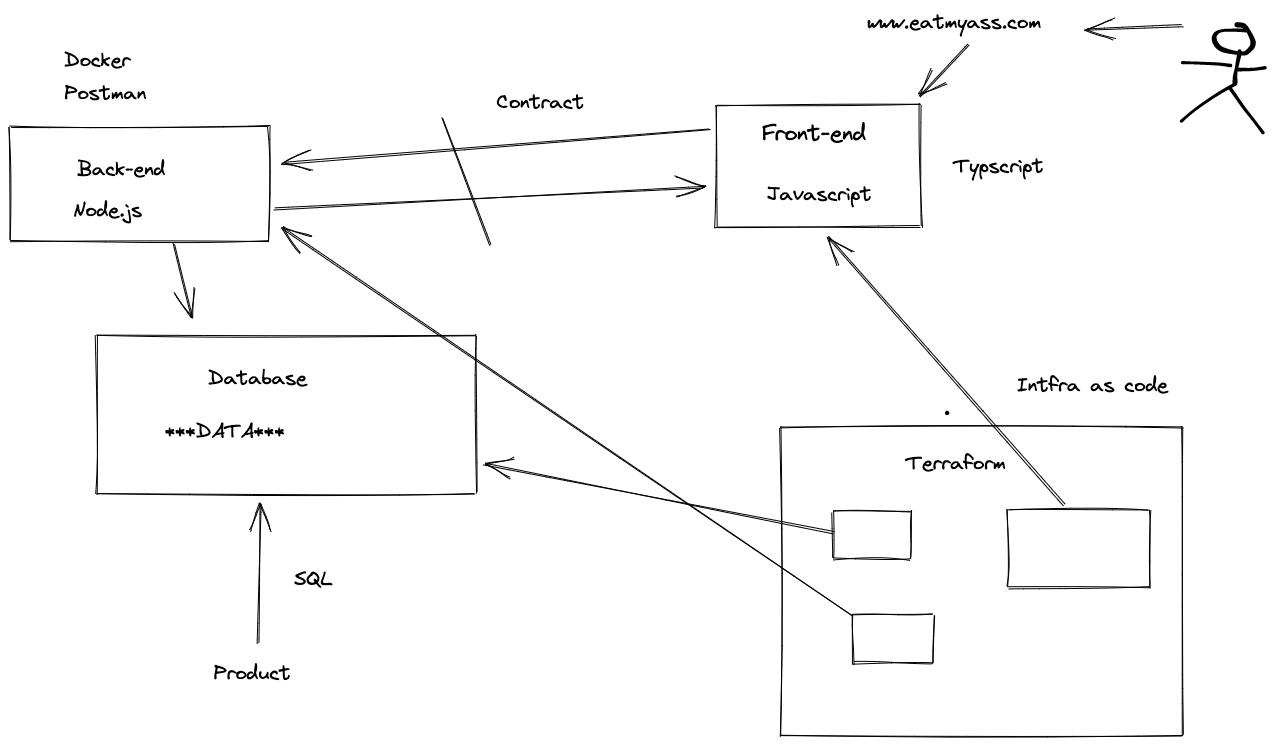 www.eatmyass.com
Docker
Postman
Contract
Back-end
Node.js
Front-end
Javascript
Typscript
Database
***DATA***
Intfra as code
Terraform
SQL
Product